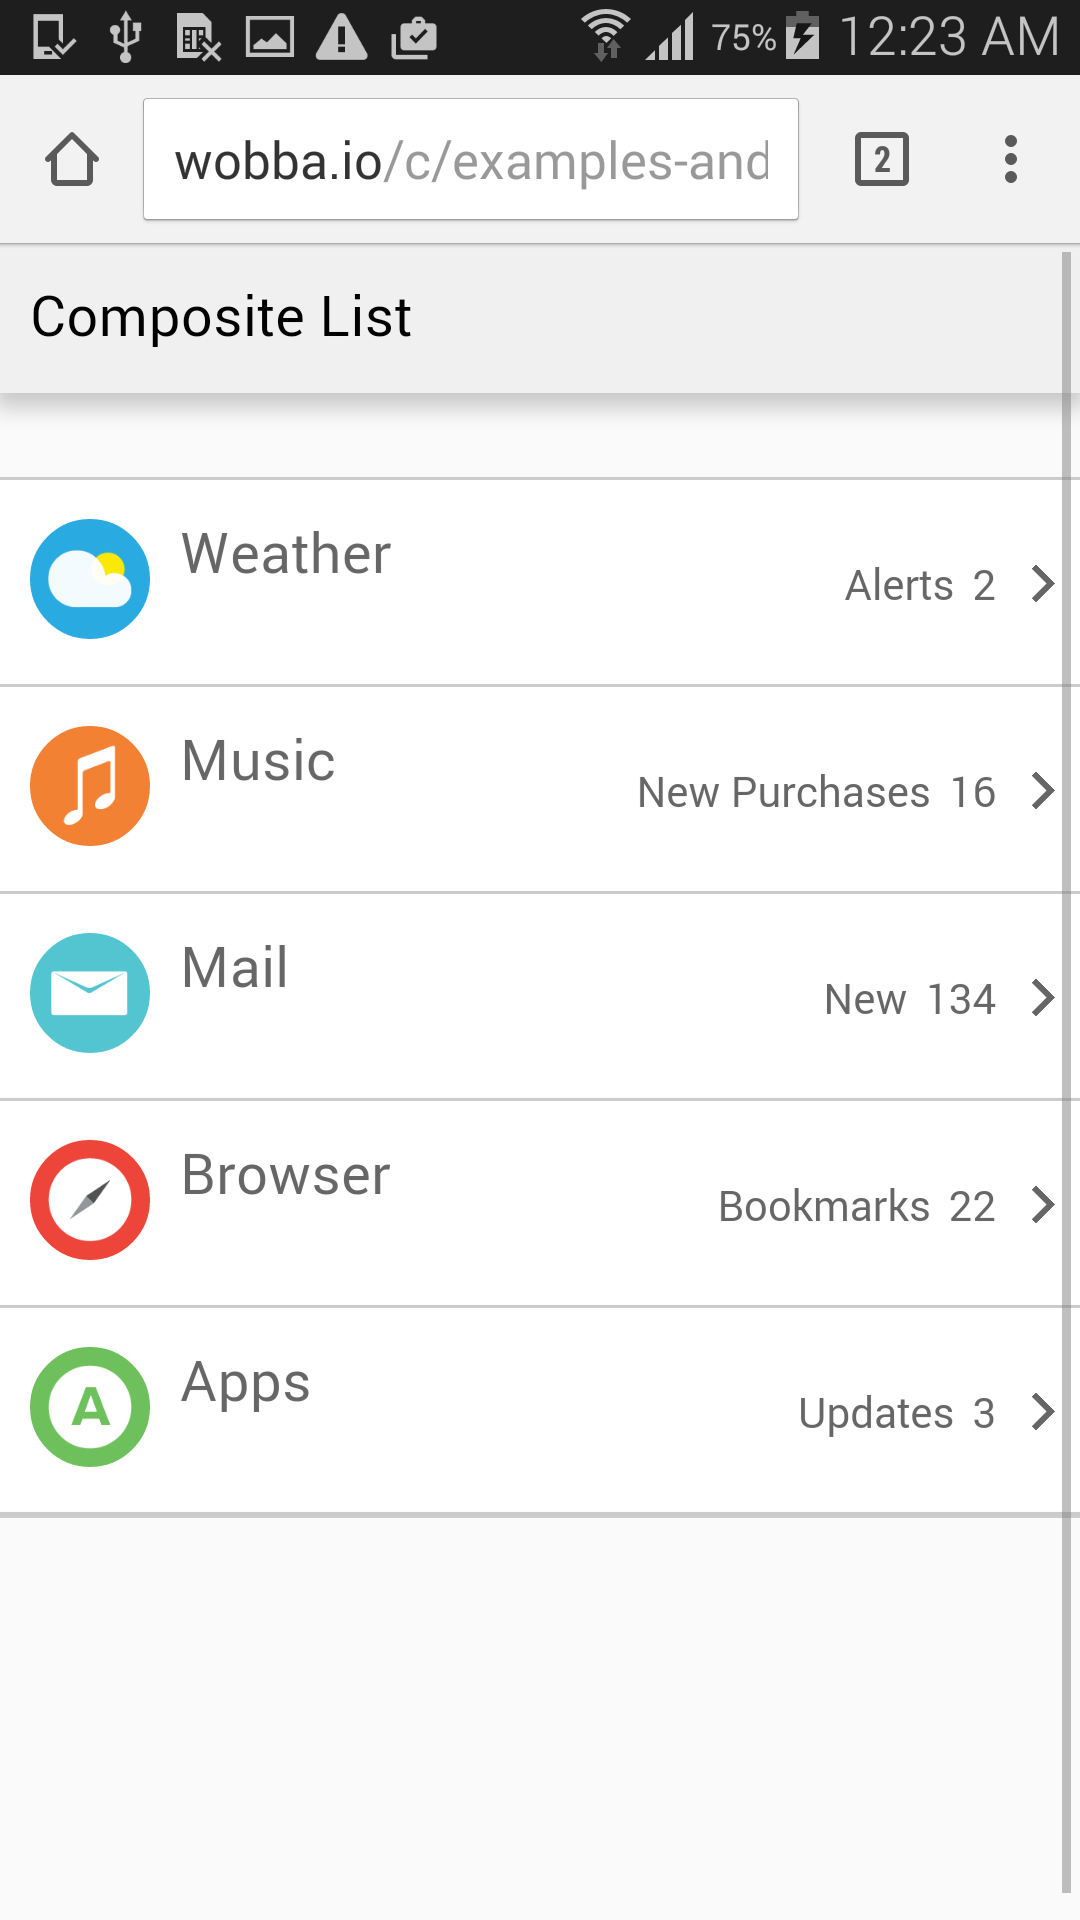 75% 12:23 AM
wobba.io/c/examples-and
2
Composite List
Weather
Alerts 2
Music
New Purchases 16
Mail
New 134
Browser
Bookmarks 22
A
Apps
Updates 3